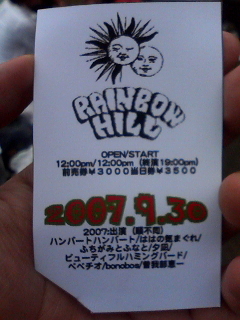 RAINBOW
HILL
OPEN/START
12:00pm/12:00pm (終演19:00pm)
前売券¥3000当日券¥3500
2007.9.30
2007:出演 (順不同)
ハンバートハンバート/ははの気まぐれ/
ふちがみとふなと/夕凪/
ビューティフルハミングバード/
ペペチオ/bonobos/曽我部恵一